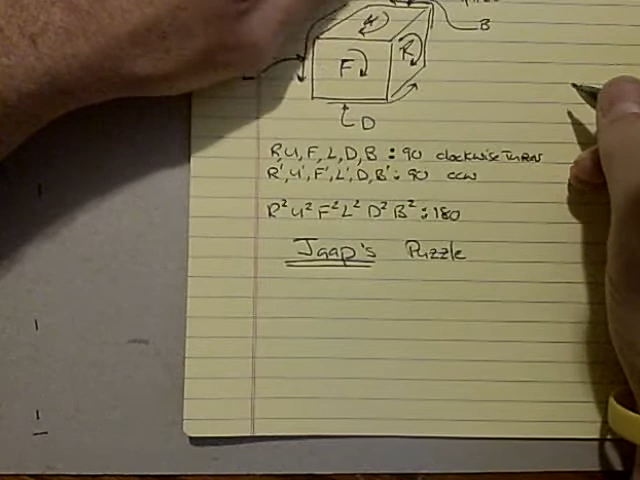 B
R
F
D
R U, F, L, D, B : 90 clockwise turns
R', U', F', L', D, B' : 90 ccw
R² U² F² L² D² B² : 180
Jaap's Puzzle